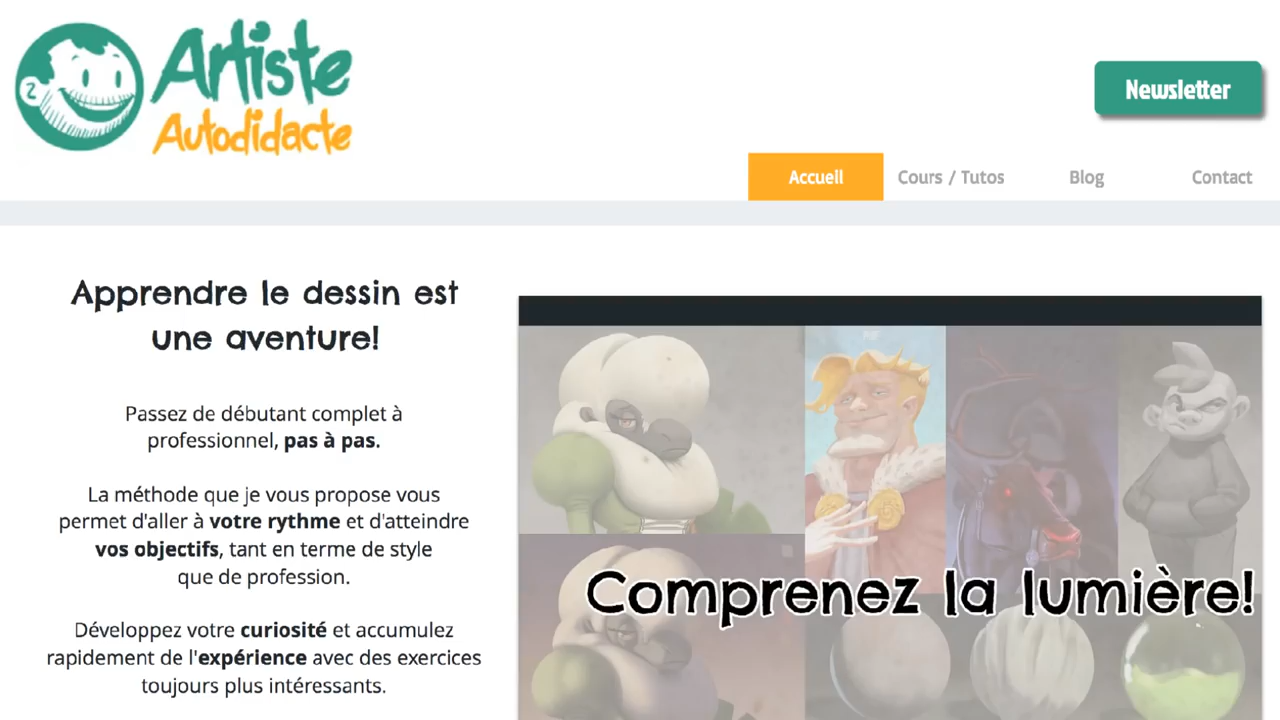 Artiste
Autodidacte
Newsletter
Accueil
Cours / Tutos
Blog
Contact
Apprendre le dessin est
une aventure!
Passez de débutant complet à
professionnel, pas à pas.
La méthode que je vous propose vous
permet d'aller à votre rythme et d'atteindre
vos objectifs, tant en terme de style
que de profession.
Développez votre curiosité et accumulez
rapidement de l'expérience avec des exercices
toujours plus intéressants.
Comprenez la lumière!